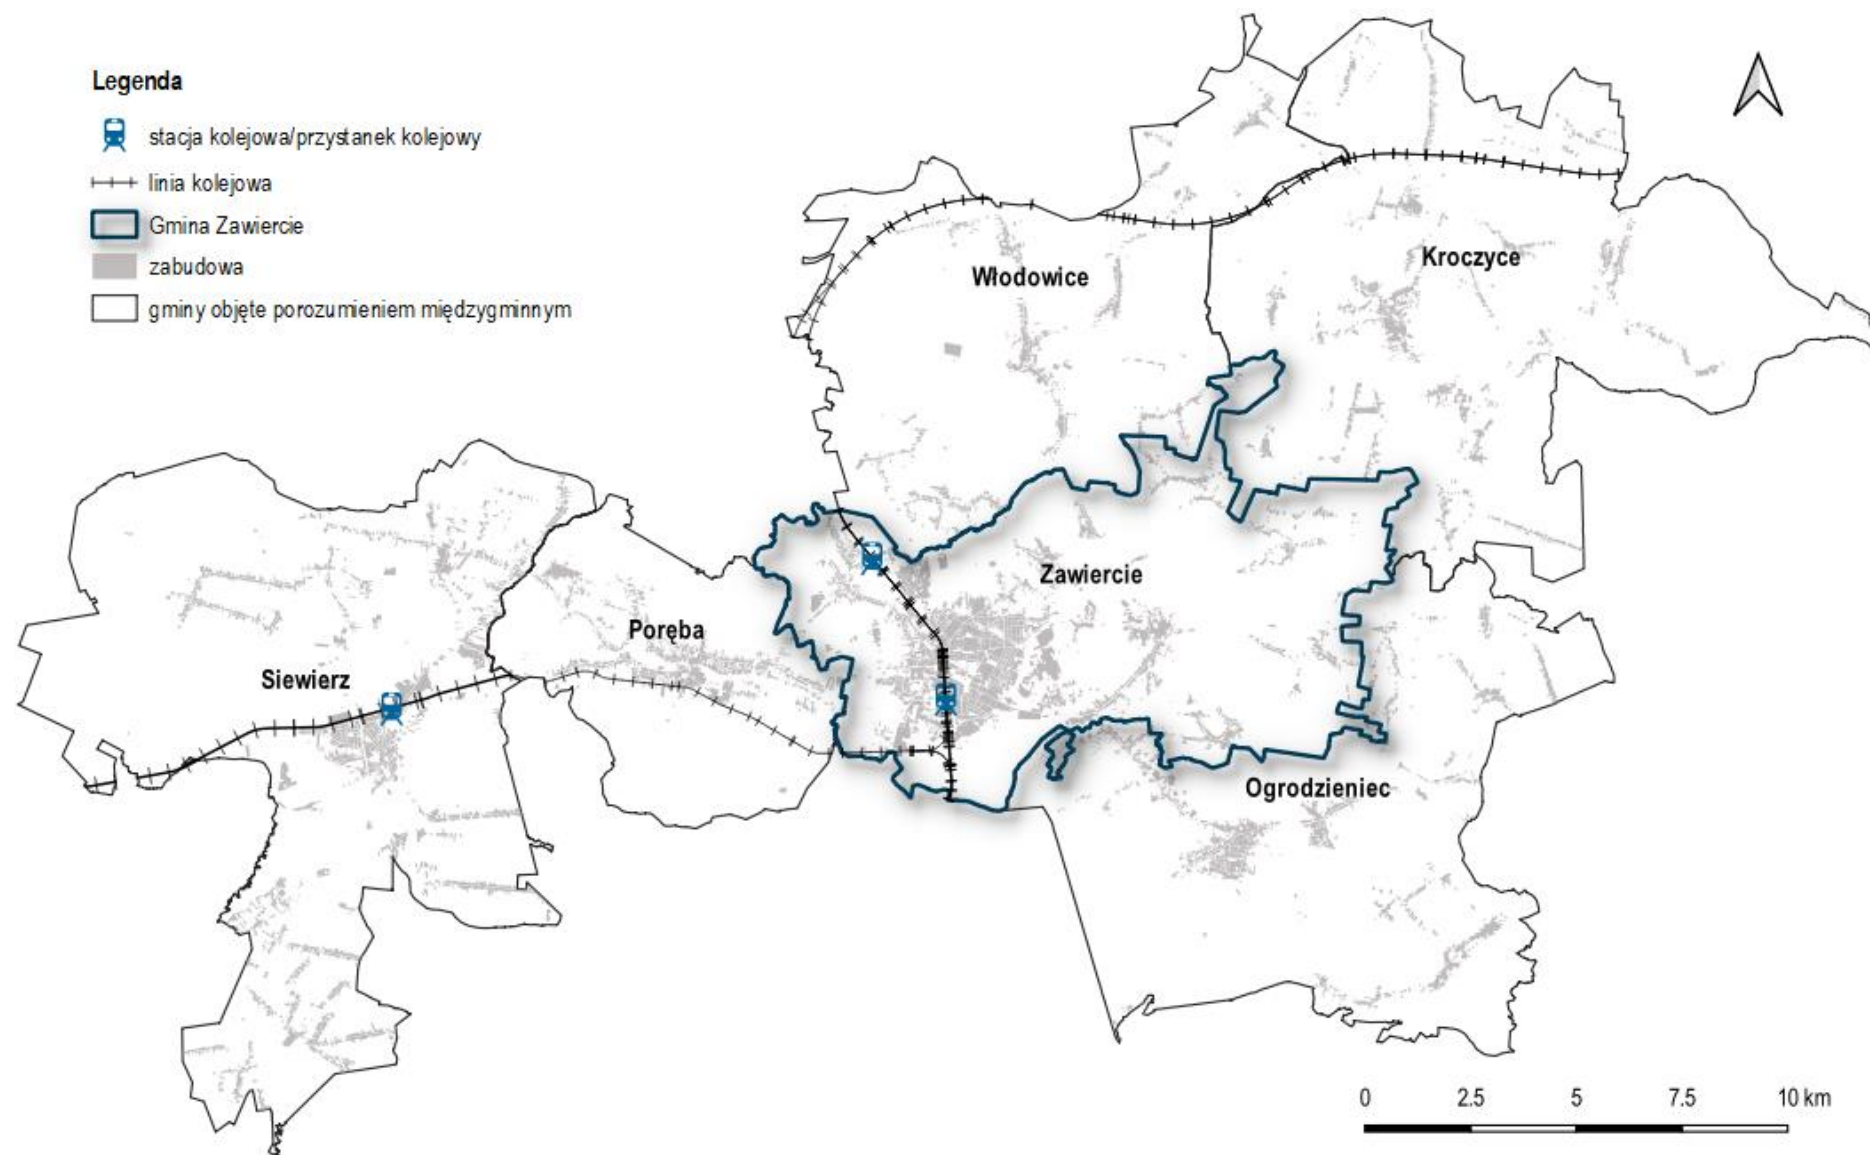 Legenda
stacja kolejowa/przystanek kolejowy
linia kolejowa
Gmina Zawiercie
zabudowa
gminy objęte porozumieniem międzygminnym
Włodowice
Kroczyce
Zawiercie
Poręba
Siewierz
Ogrodzieniec
0 2.5 5 7.5 10 km